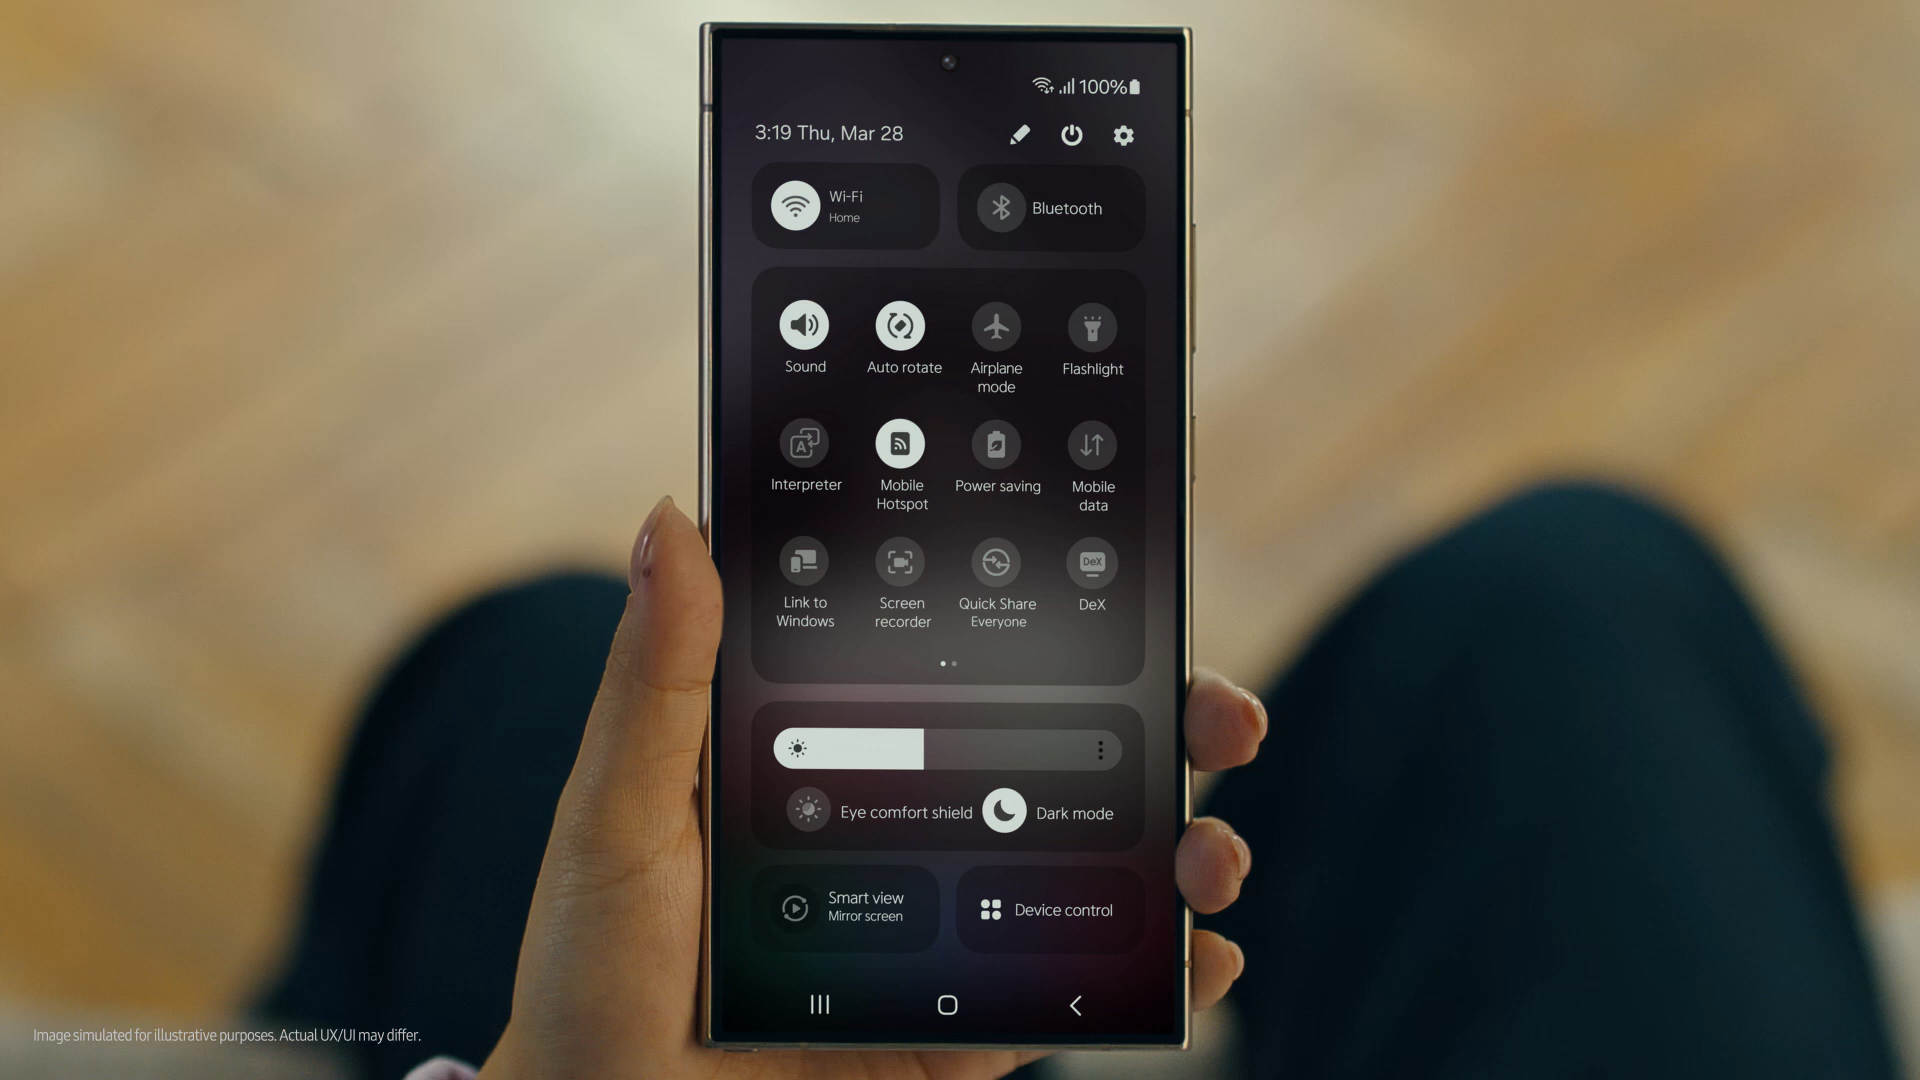 100%
3:19 Thu, Mar 28
Wi-Fi
Home
Bluetooth
Sound
Auto rotate
Airplane
mode
Flashlight
A
Interpreter
Mobile
Hotspot
Power saving
Mobile
data
Link to
Windows
Screen
recorder
Quick Share
Everyone
DeX
DeX
Eye comfort shield
Dark mode
Smart view
Mirror screen
Device control
Image simulated for illustrative purposes. Actual UX/UI may differ.